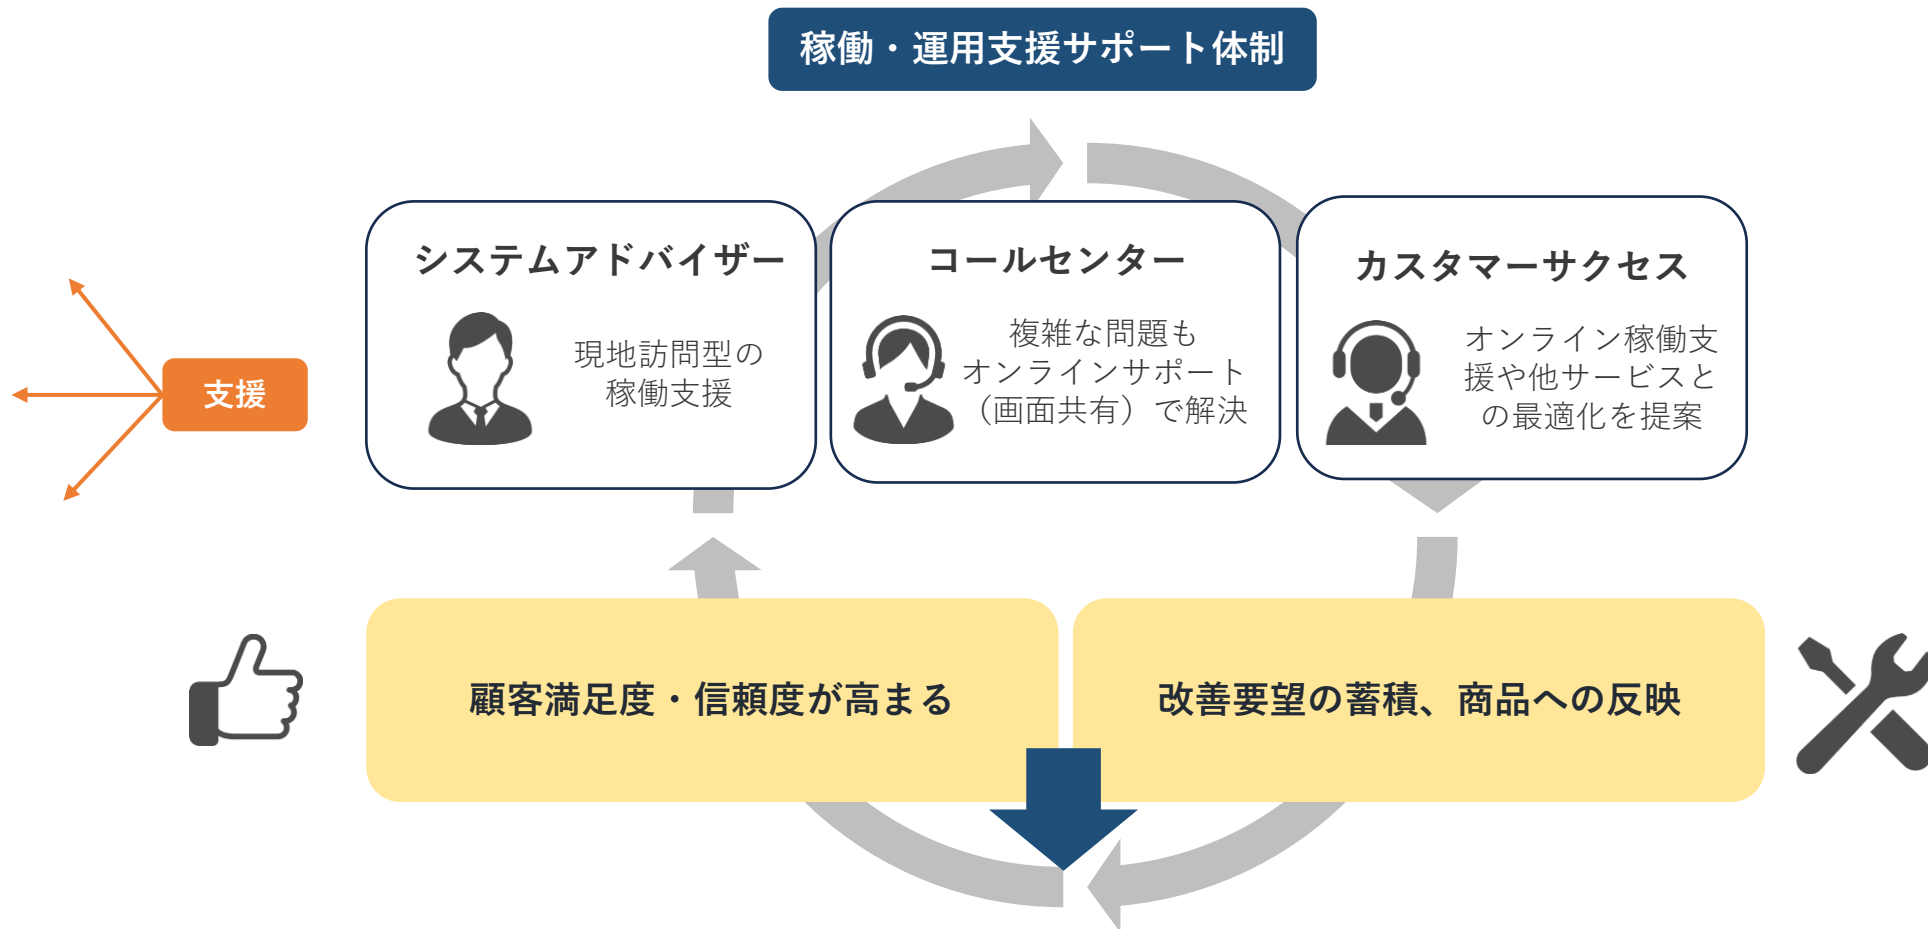 稼働・運用支援サポート体制
システムアドバイザー
現地訪問型の
稼働支援
コールセンター
複雑な問題も
オンラインサポート
（画面共有）で解決
カスタマーサクセス
オンライン稼働支
援や他サービスと
の最適化を提案
支援
顧客満足度・信頼度が高まる
改善要望の蓄積、商品への反映